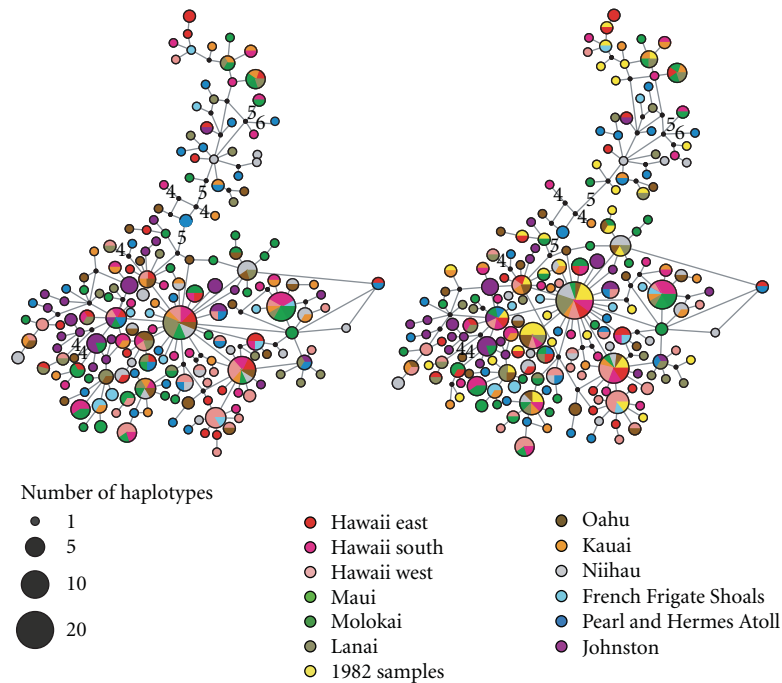 5
6
4
5
4
5
4
4
4
5
6
4
5
4
5
4
4
4
Number of haplotypes
1
5
10
20
Hawaii east
Hawaii south
Hawaii west
Maui
Molokai
Lanai
1982 samples
Oahu
Kauai
Niihau
French Frigate Shoals
Pearl and Hermes Atoll
Johnston